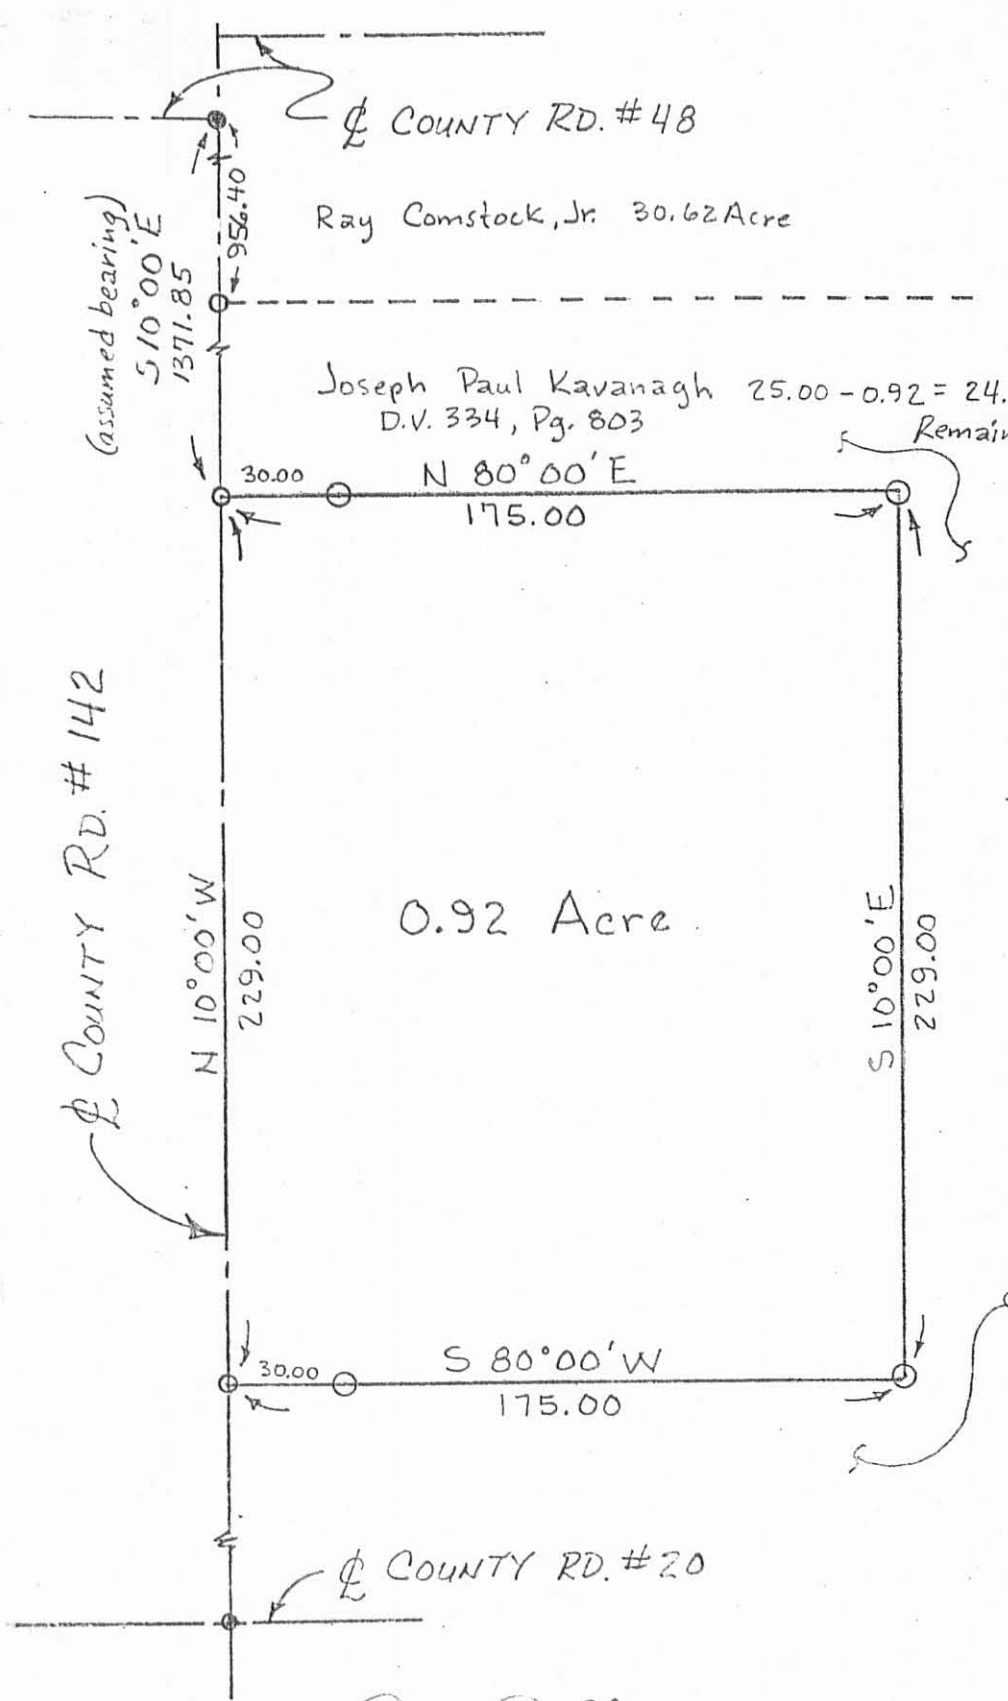 ℄ COUNTY RD. #48
956.40'
Ray Comstock, Jr. 30.62 Acre
(assumed bearing)
S 10°00'E
1371.85
Joseph Paul Kavanagh 25.00 - 0.92 = 24.
D.V. 334, Pg. 803
Remain
30.00
N 80°00'E
175.00
℄ COUNTY RD. # 142
N 10°00'W
229.00
0.92 Acre
S 10°00'E
229.00
30.00
S 80°00'W
175.00
℄ COUNTY RD. #20